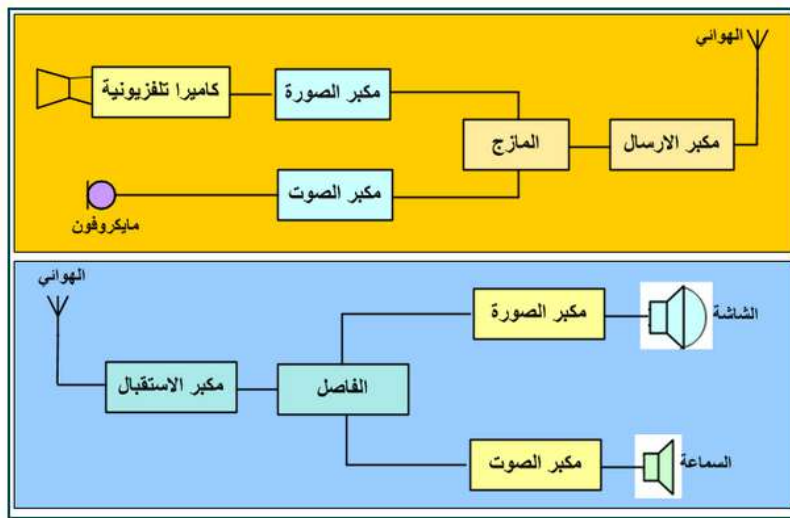 الهوائي
كاميرا تلفزيونية
مكبر الصورة
المازج
مكبر الارسال
مكبر الصوت
مايكروفون
الهوائي
مكبر الصورة
الشاشة
مكبر الاستقبال
الفاصل
مكبر الصوت
السماعة